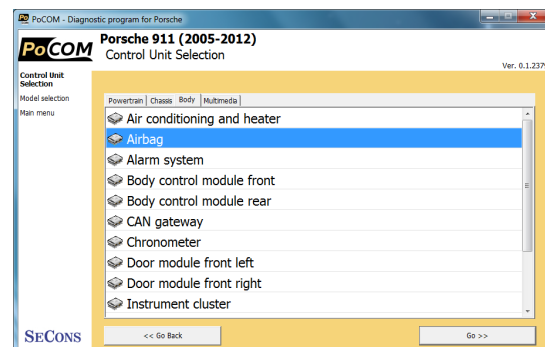 PoCOM - Diagnostic program for Porsche
PoCOM
Porsche 911 (2005-2012)
Control Unit Selection
Ver. 0.1.2379
Control Unit
Selection
Model selection
Main menu
Powertrain Chassis Body Multimedia
Air conditioning and heater
Airbag
Alarm system
Body control module front
Body control module rear
CAN gateway
Chronometer
Door module front left
Door module front right
Instrument cluster
SECONS
<< Go Back
Go >>